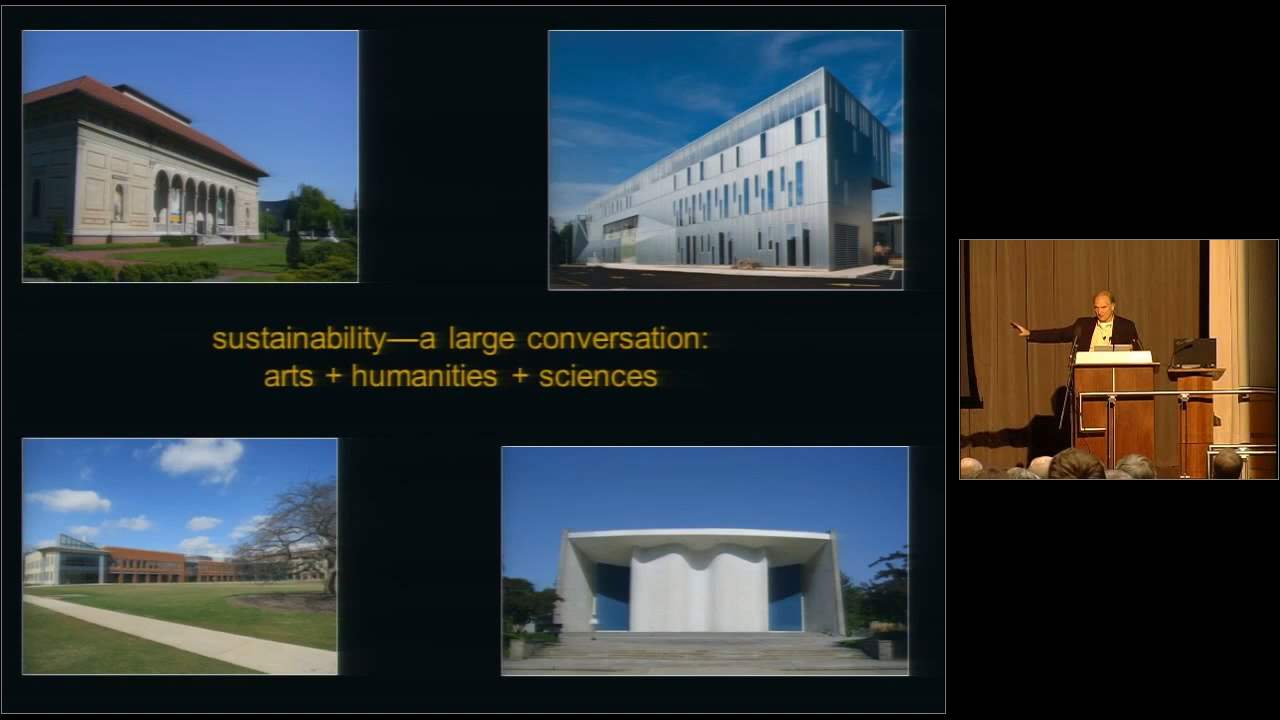 sustainability—a large conversation:
arts + humanities + sciences